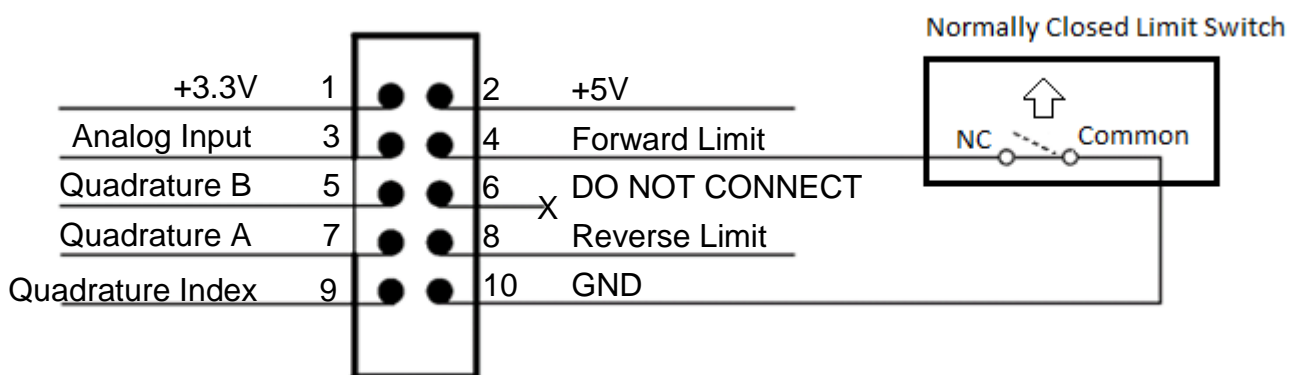 Normally Closed Limit Switch
+3.3V 1 2 +5V
Analog Input 3 4 Forward Limit NC Common
Quadrature B 5 6 X DO NOT CONNECT
Quadrature A 7 8 Reverse Limit
Quadrature Index 9 10 GND